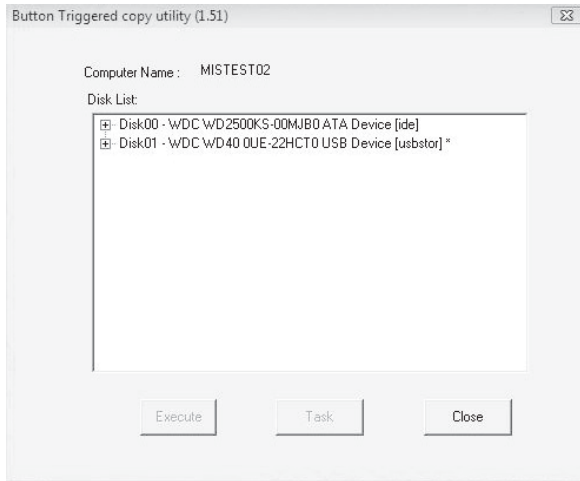 Button Triggered copy utility (1.51)
Computer Name : MISTEST02
Disk List:
Disk00 - WDC WD2500KS-00MJB0 ATA Device [ide]
Disk01 - WDC WD40 0UE-22HCT0 USB Device [usbstor] *
Execute Task Close